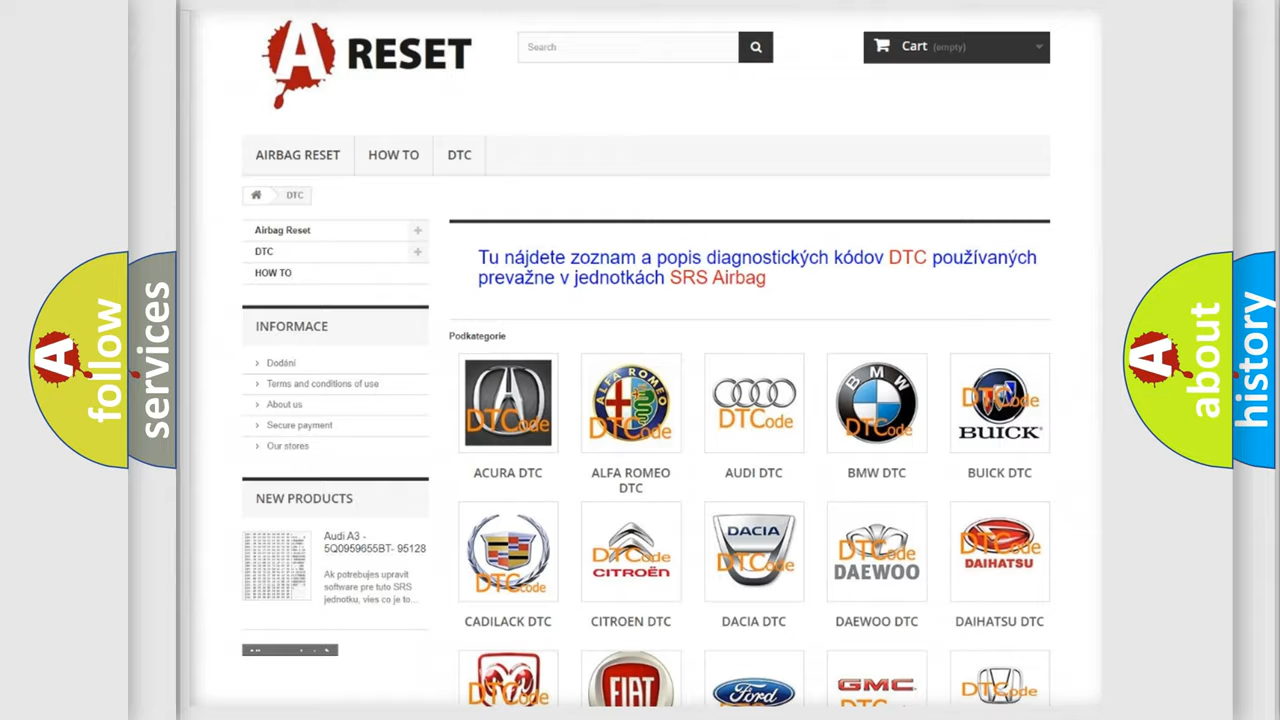 A RESET
Search
Cart (empty)
AIRBAG RESET
HOW TO
DTC
DTC
Airbag Reset
DTC
HOW TO
Tu nájdete zoznam a popis diagnostických kódov DTC používaných
prevažne v jednotkách SRS Airbag
INFORMACE
Dodání
Terms and conditions of use
About us
Secure payment
Our stores
NEW PRODUCTS
Audi A3 -
5Q0959655BT- 95128
Ak potrebujes upravit
software pre tuto SRS
jednotku, vies co je to...
Podkategorie
DTCode
ALFA ROMEO
DTCode
DTCode
BMW
DTCode
DTCode
BUICK
ACURA DTC
ALFA ROMEO
DTC
AUDI DTC
BMW DTC
BUICK DTC
DTCode
DTCode
CITROËN
DACIA
DTCode
DTCode
DAEWOO
DTCode
DAIHATSU
CADILACK DTC
CITROEN DTC
DACIA DTC
DAEWOO DTC
DAIHATSU DTC
DTCode
FIAT
Ford
GMC
DTCode
A follow
services
A about
history